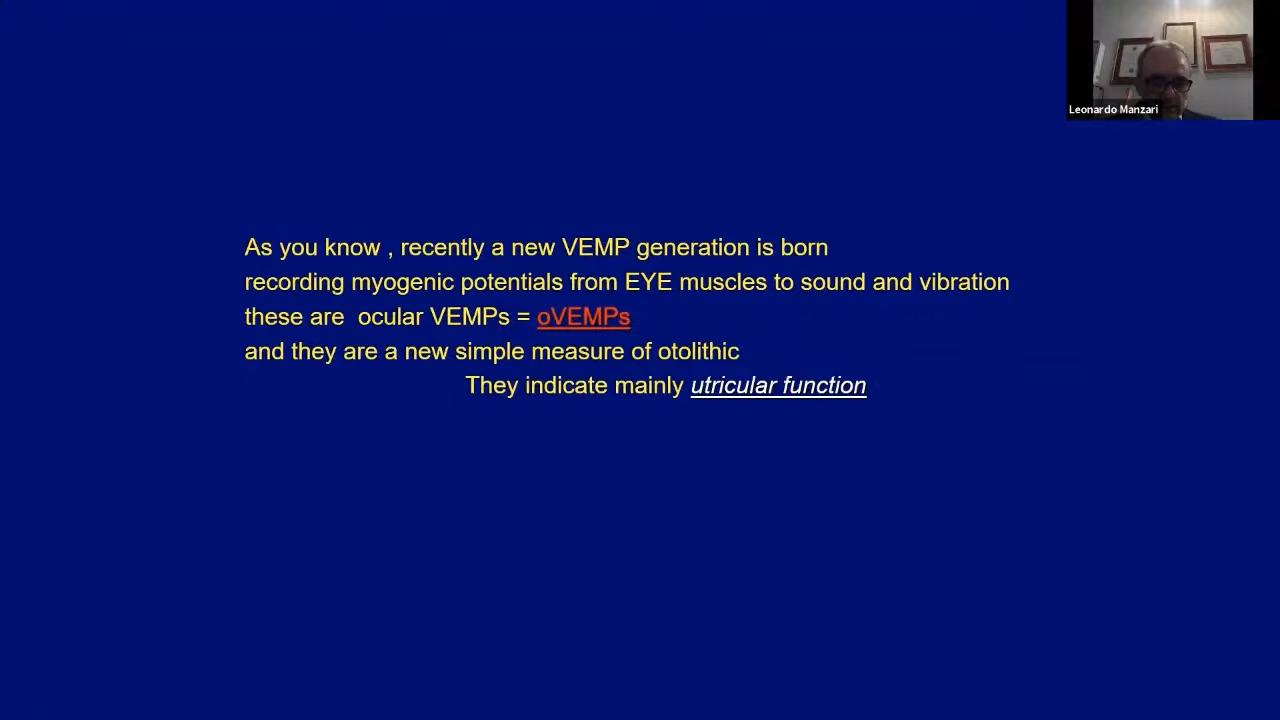 Leonardo Manzari
As you know , recently a new VEMP generation is born
recording myogenic potentials from EYE muscles to sound and vibration
these are  ocular VEMPs = oVEMPs
and they are a new simple measure of otolithic
They indicate mainly utricular function